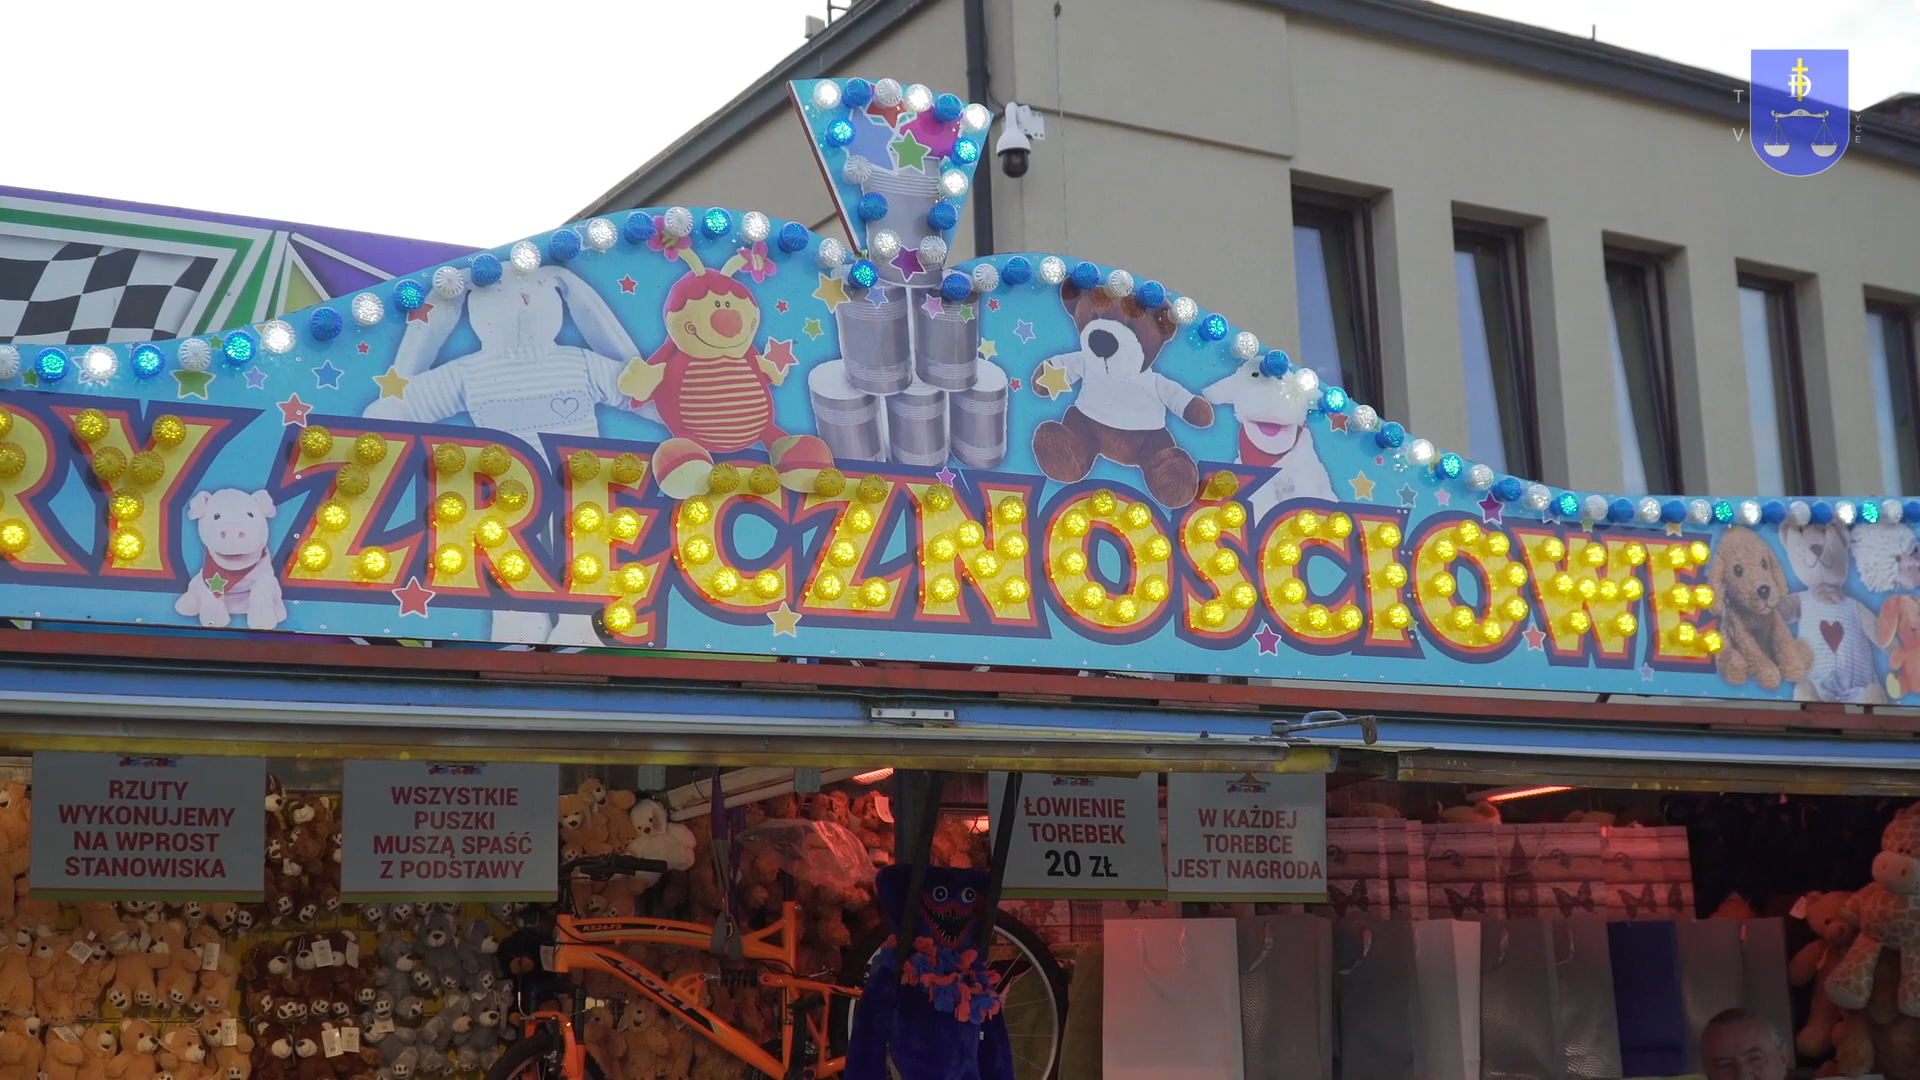 T
V
YCE
RY ZRĘCZNOŚCIOWE
RZUTY
WYKONUJEMY
NA WPROST
STANOWISKA
WSZYSTKIE
PUSZKI
MUSZĄ SPAŚĆ
Z PODSTAWY
ŁOWIENIE
TOREBEK
20 ZŁ
W KAŻDEJ
TOREBCE
JEST NAGRODA